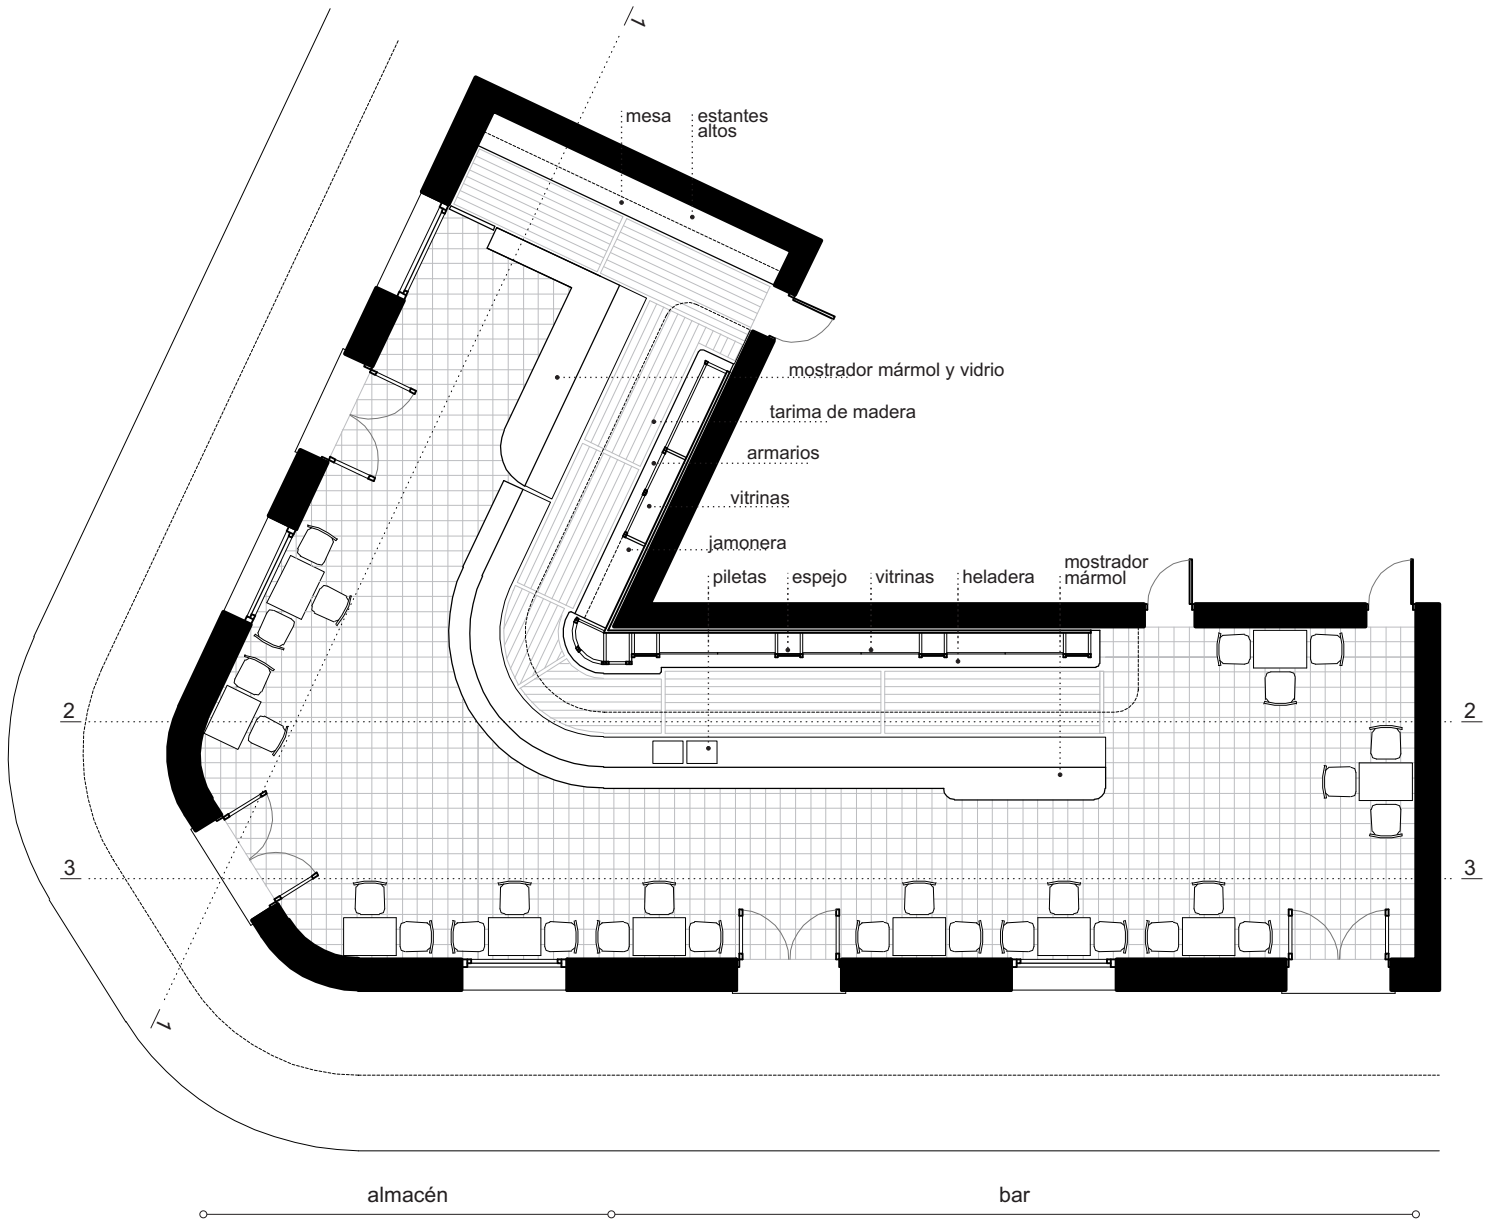 1
mesa
estantes
altos
mostrador mármol y vidrio
tarima de madera
armarios
vitrinas
jamonera
mostrador
mármol
piletas
espejo
vitrinas
heladera
2
2
3
3
1
almacén
bar